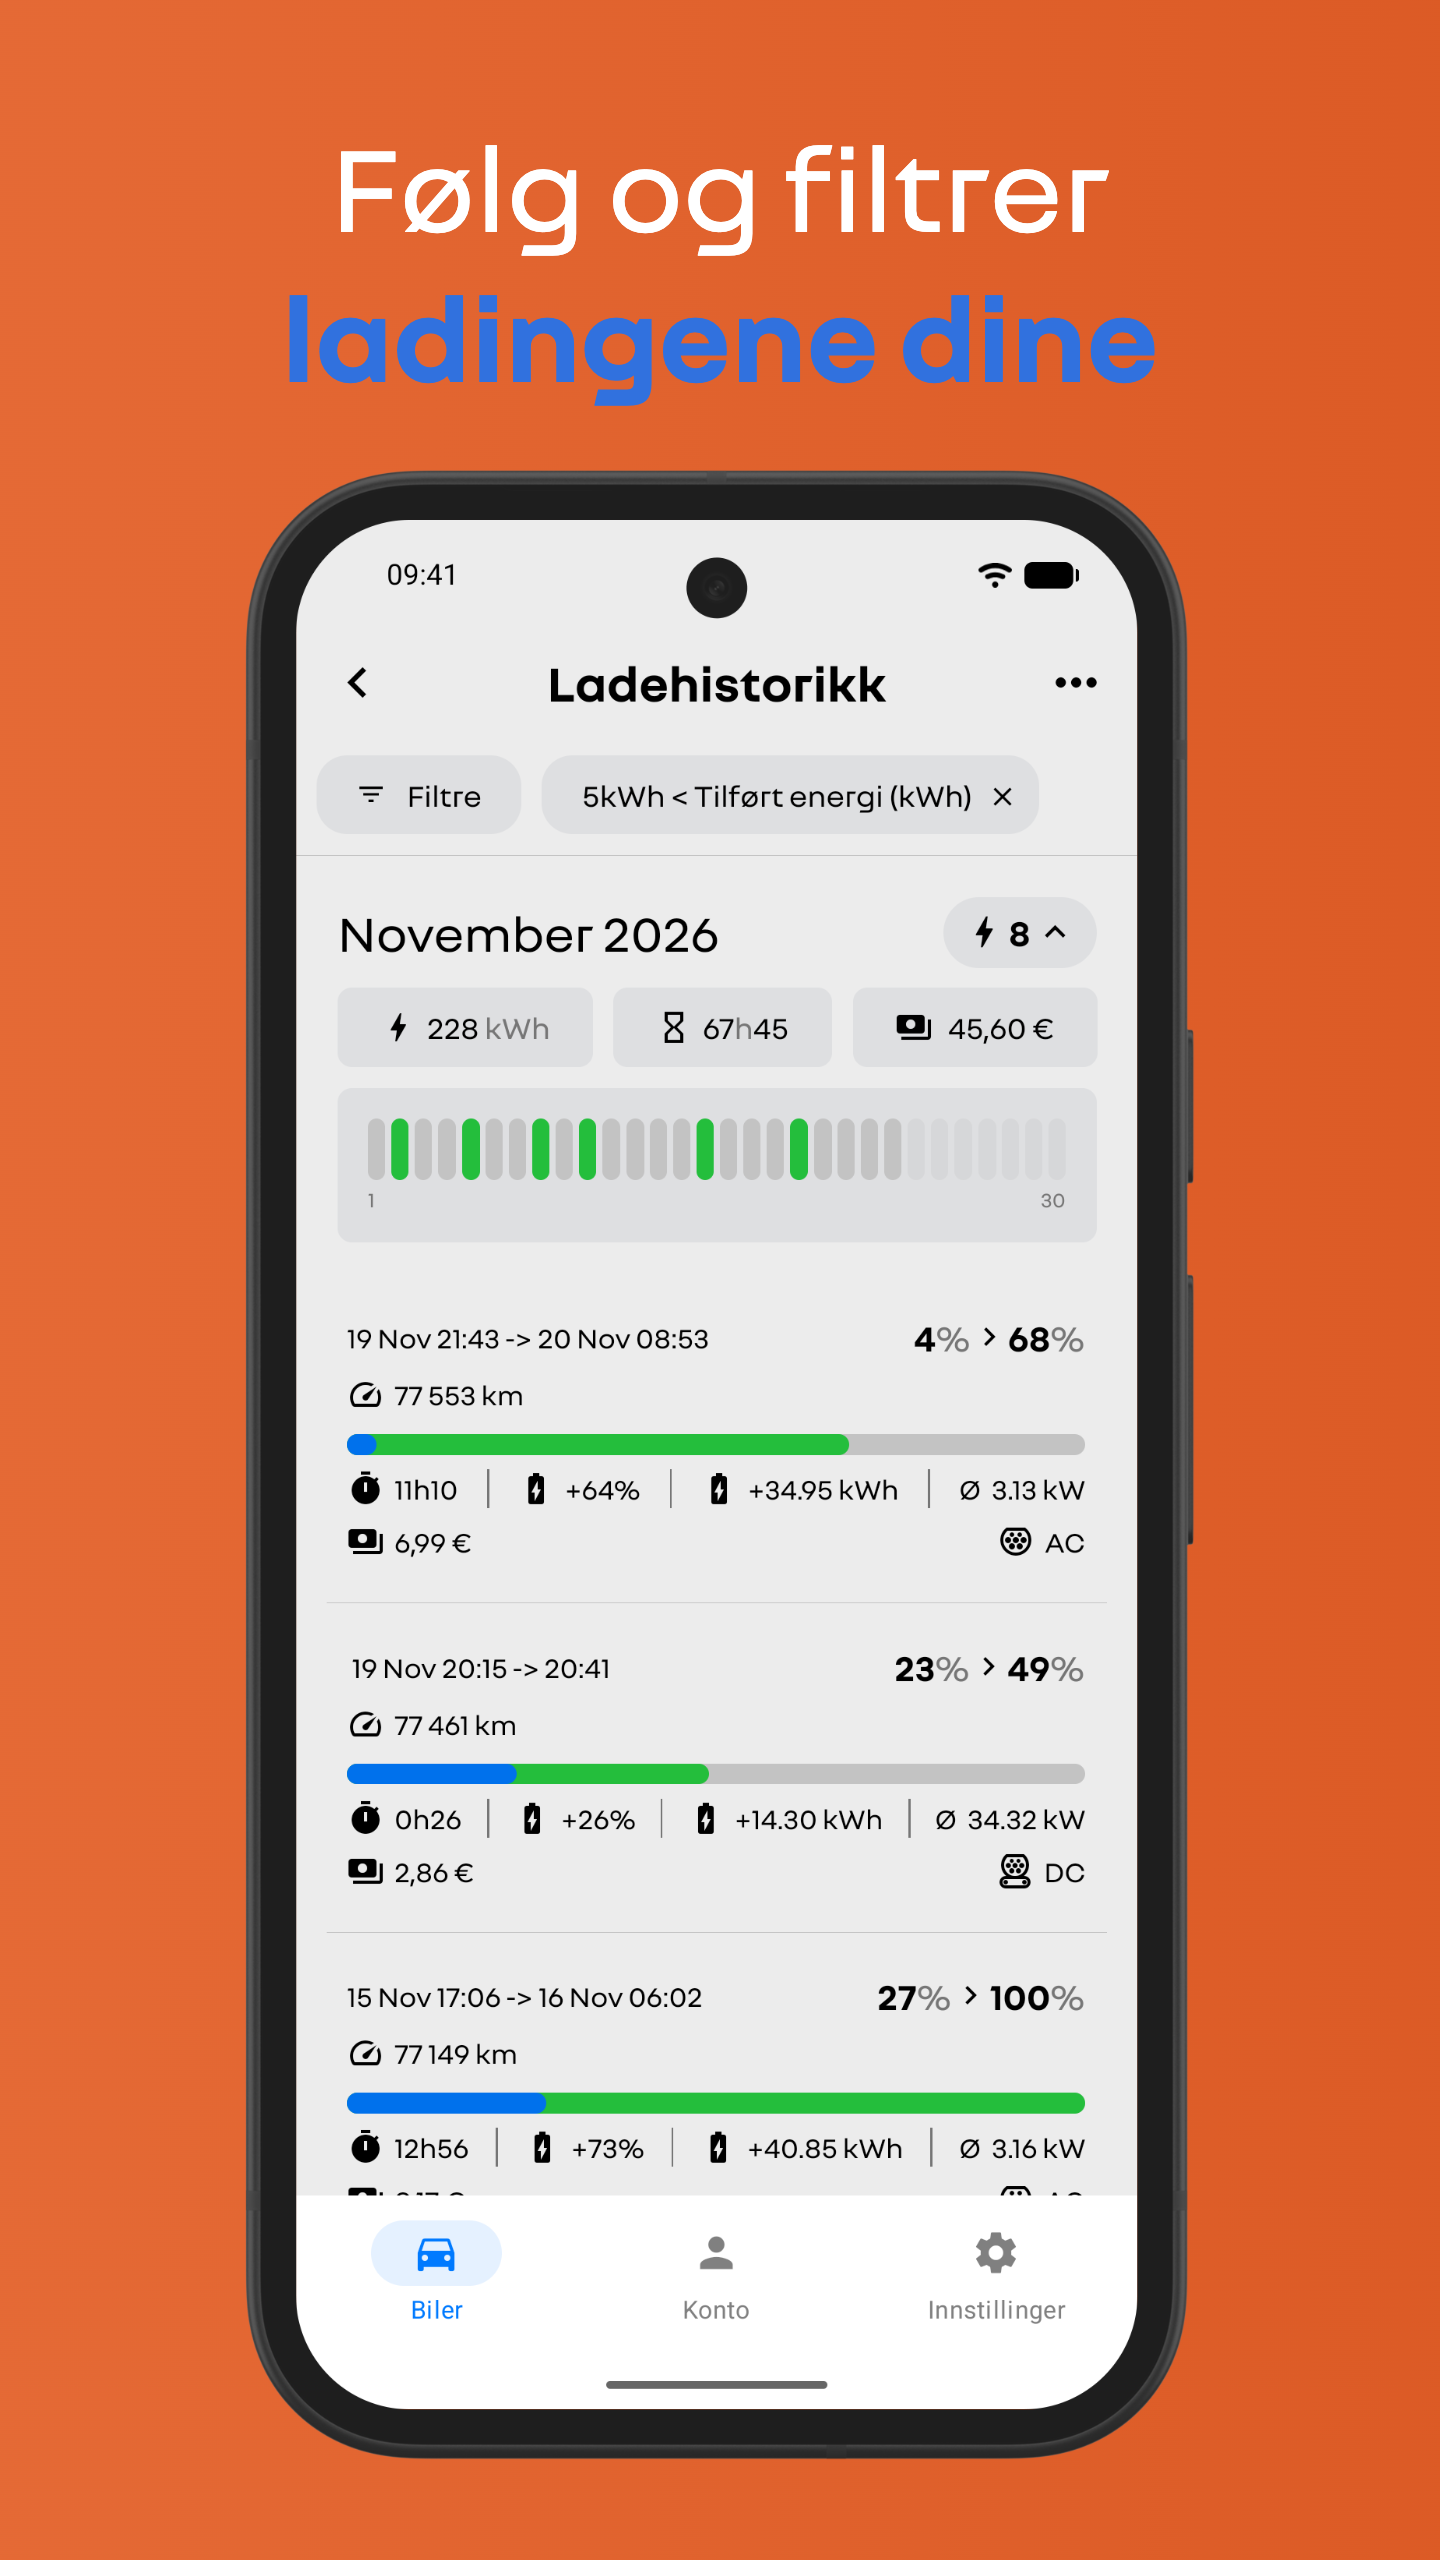 Følg og filtrer
ladingene dine
09:41
Ladehistorikk
Filtre
5kWh < Tilført energi (kWh)
November 2026
8
228 kWh
67h45
45,60 €
1
30
19 Nov 21:43 -> 20 Nov 08:53
4% > 68%
77 553 km
11h10
+64%
+34.95 kWh
Ø 3.13 kW
6,99 €
AC
19 Nov 20:15 -> 20:41
23% > 49%
77 461 km
0h26
+26%
+14.30 kWh
Ø 34.32 kW
2,86 €
DC
15 Nov 17:06 -> 16 Nov 06:02
27% > 100%
77 149 km
12h56
+73%
+40.85 kWh
Ø 3.16 kW
Biler
Konto
Innstillinger